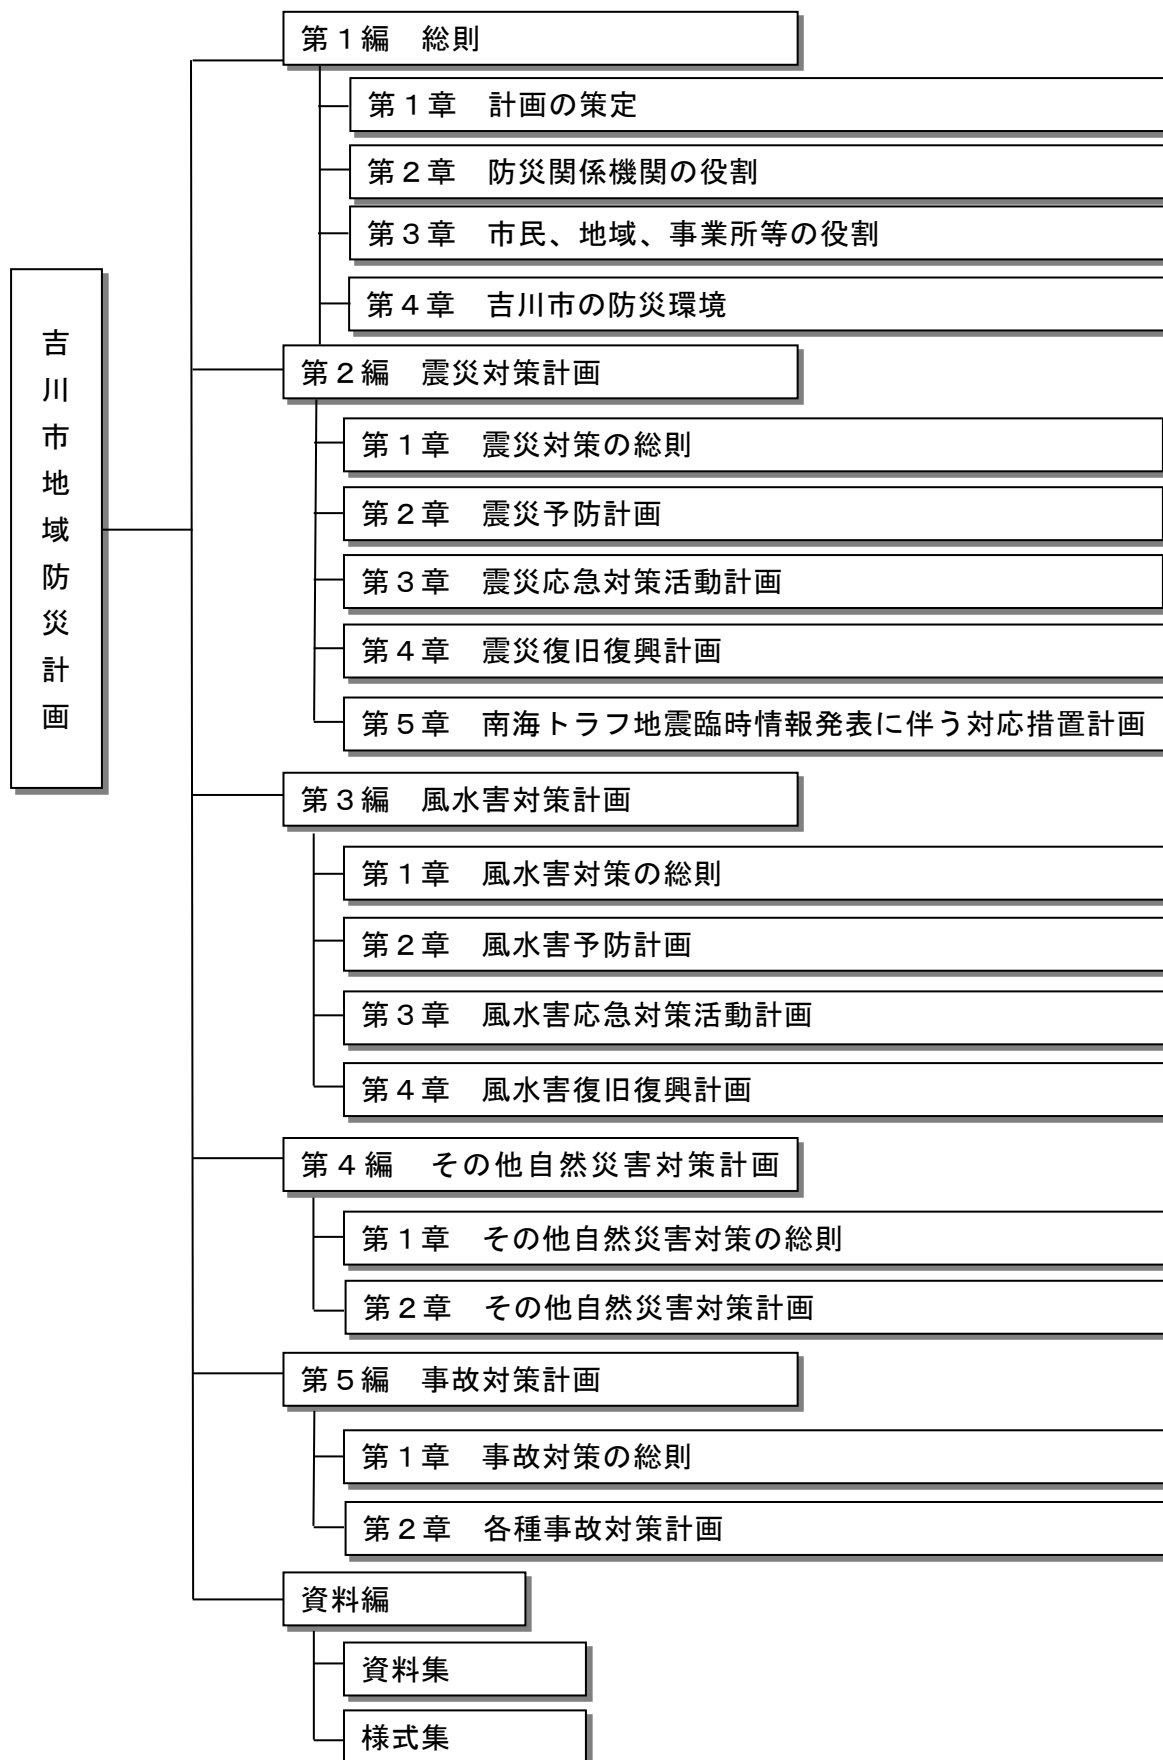 吉川市地域防災計画
第１編　総則
第１章　計画の策定
第２章　防災関係機関の役割
第３章　市民、地域、事業所等の役割
第４章　吉川市の防災環境
第２編　震災対策計画
第１章　震災対策の総則
第２章　震災予防計画
第３章　震災応急対策活動計画
第４章　震災復旧復興計画
第５章　南海トラフ地震臨時情報発表に伴う対応措置計画
第３編　風水害対策計画
第１章　風水害対策の総則
第２章　風水害予防計画
第３章　風水害応急対策活動計画
第４章　風水害復旧復興計画
第４編　その他自然災害対策計画
第１章　その他自然災害対策の総則
第２章　その他自然災害対策計画
第５編　事故対策計画
第１章　事故対策の総則
第２章　各種事故対策計画
資料編
資料集
様式集